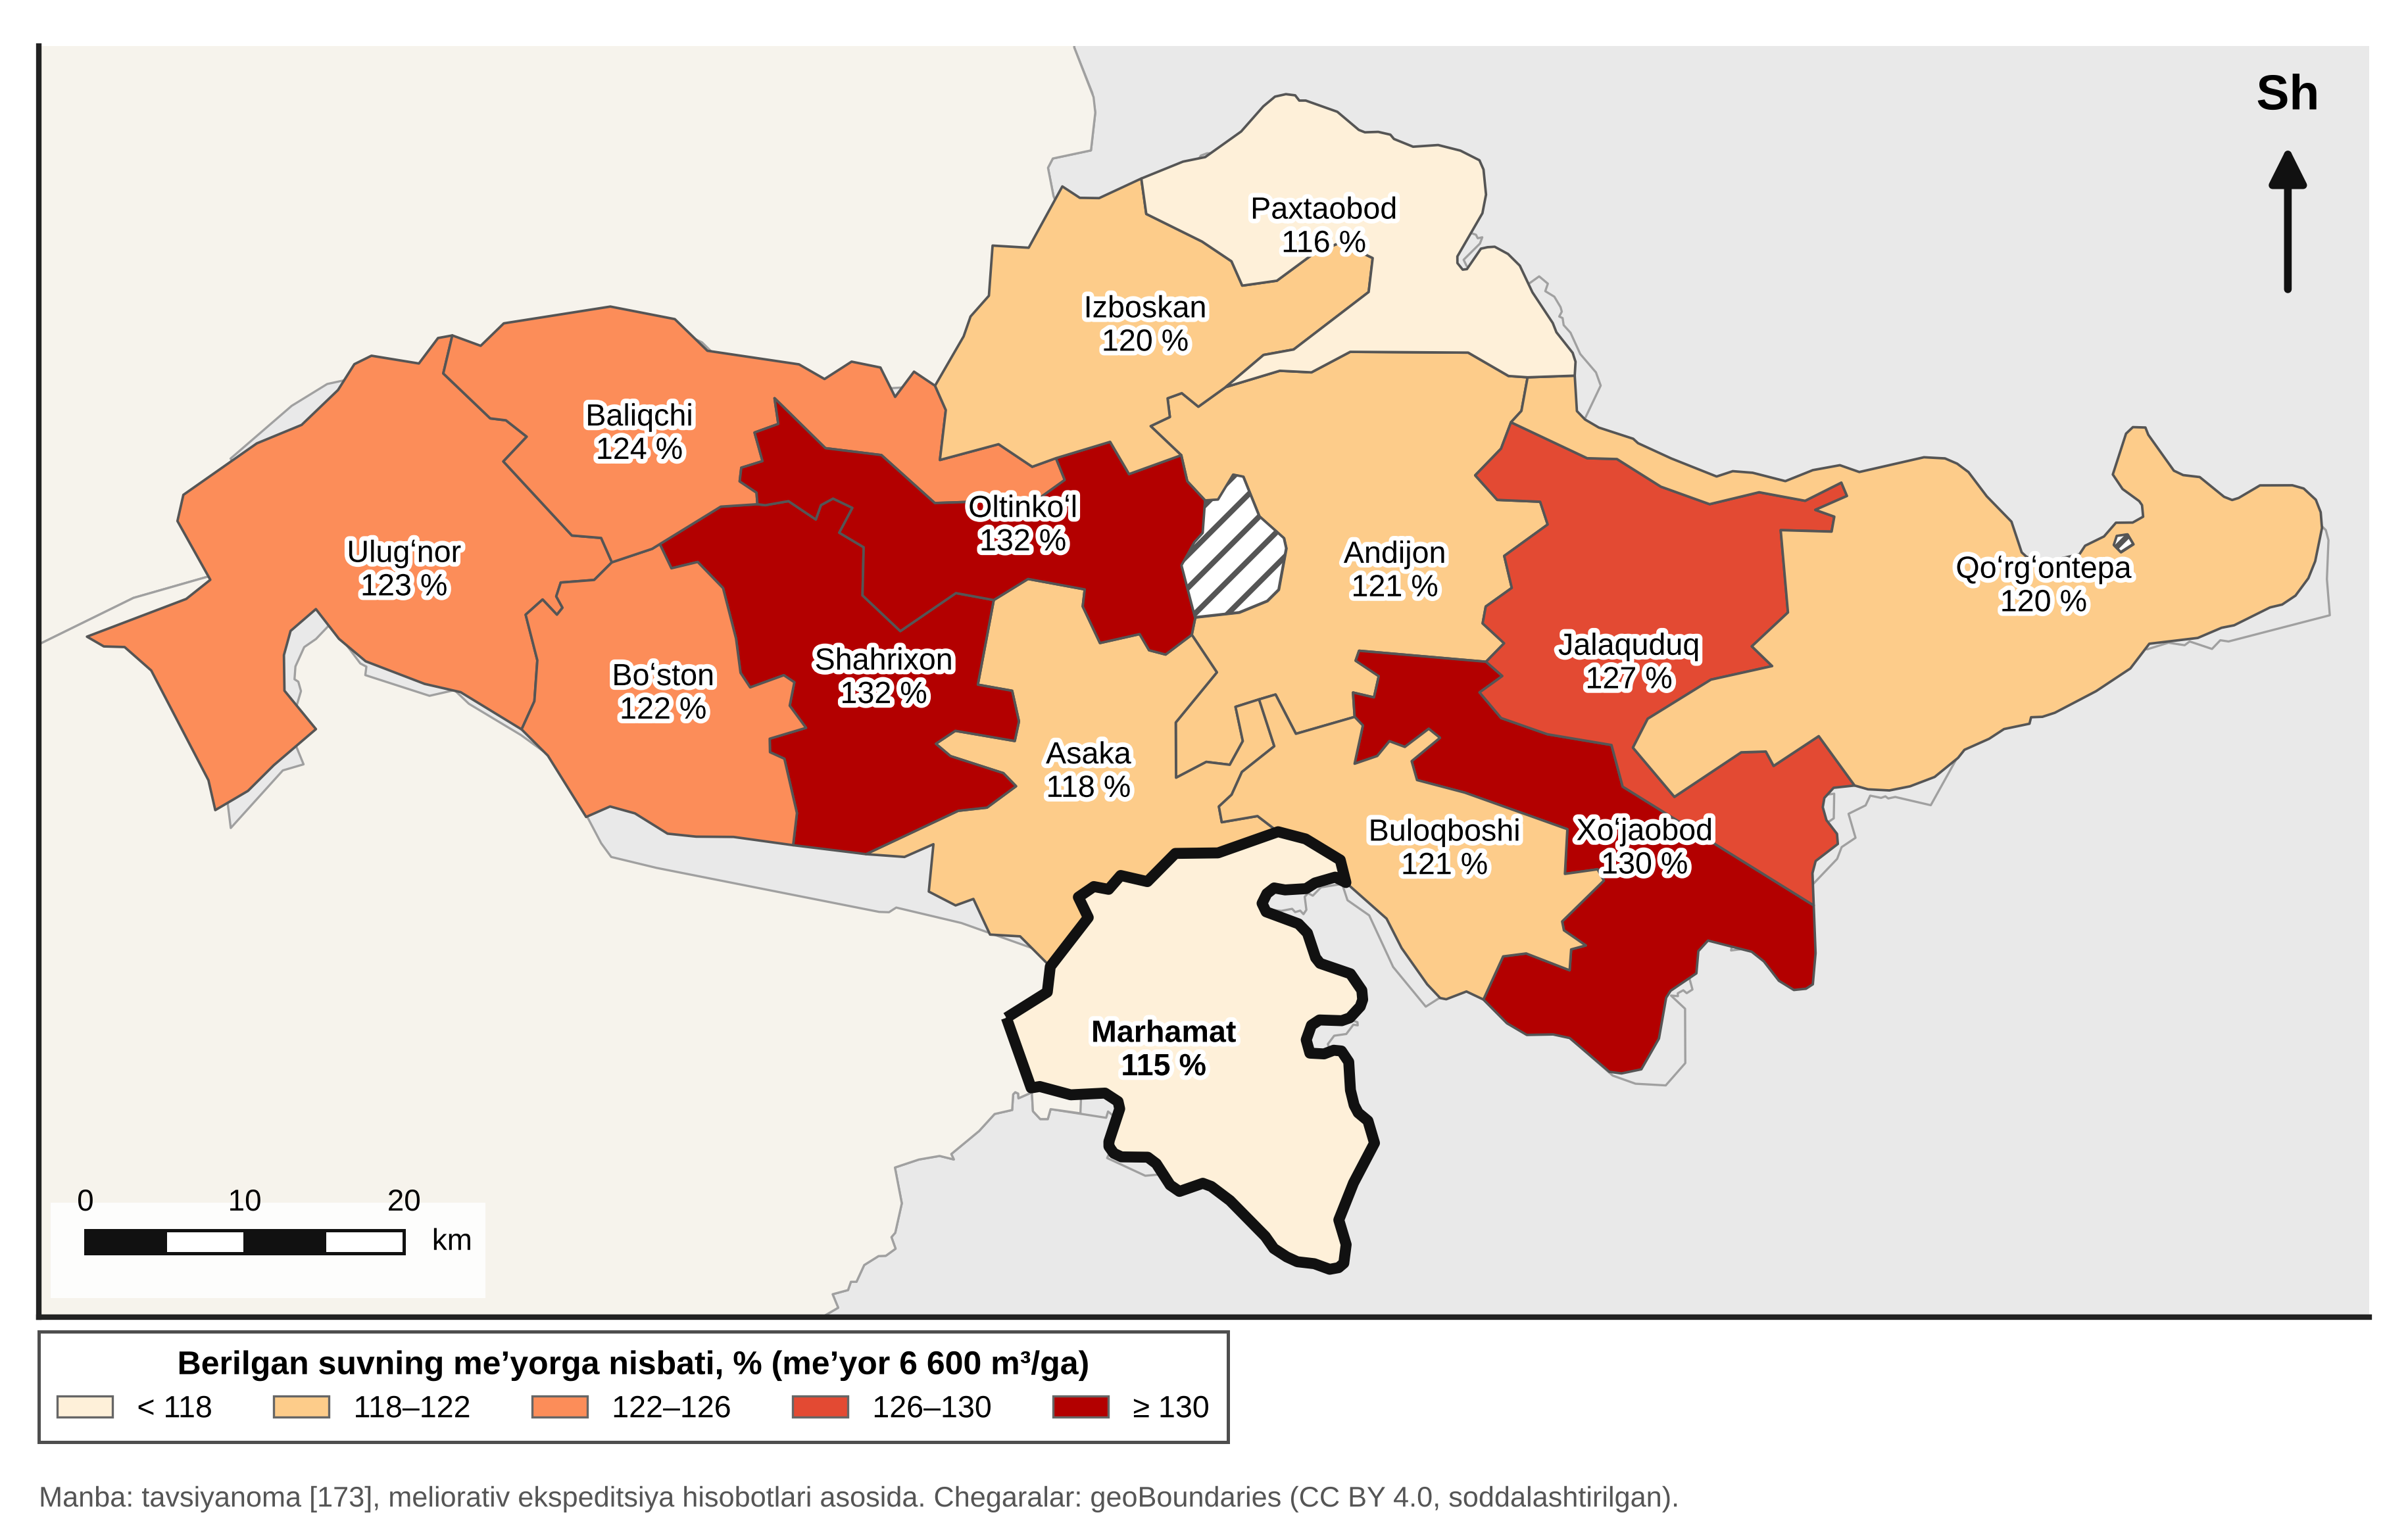 Sh
Paxtaobod
116 %
Izboskan
120 %
Baliqchi
124 %
Oltinko‘l
132 %
Ulug‘nor
123 %
Andijon
121 %
Qo‘rg‘ontepa
120 %
Jalaquduq
127 %
Shahrixon
132 %
Bo‘ston
122 %
Asaka
118 %
Buloqboshi
121 %
Xo‘jaobod
130 %
Marhamat
115 %
0 10 20
km
Berilgan suvning me’yorga nisbati, % (me’yor 6 600 m³/ga)
< 118 118–122 122–126 126–130 ≥ 130
Manba: tavsiyanoma [173], meliorativ ekspeditsiya hisobotlari asosida. Chegaralar: geoBoundaries (CC BY 4.0, soddalashtirilgan).